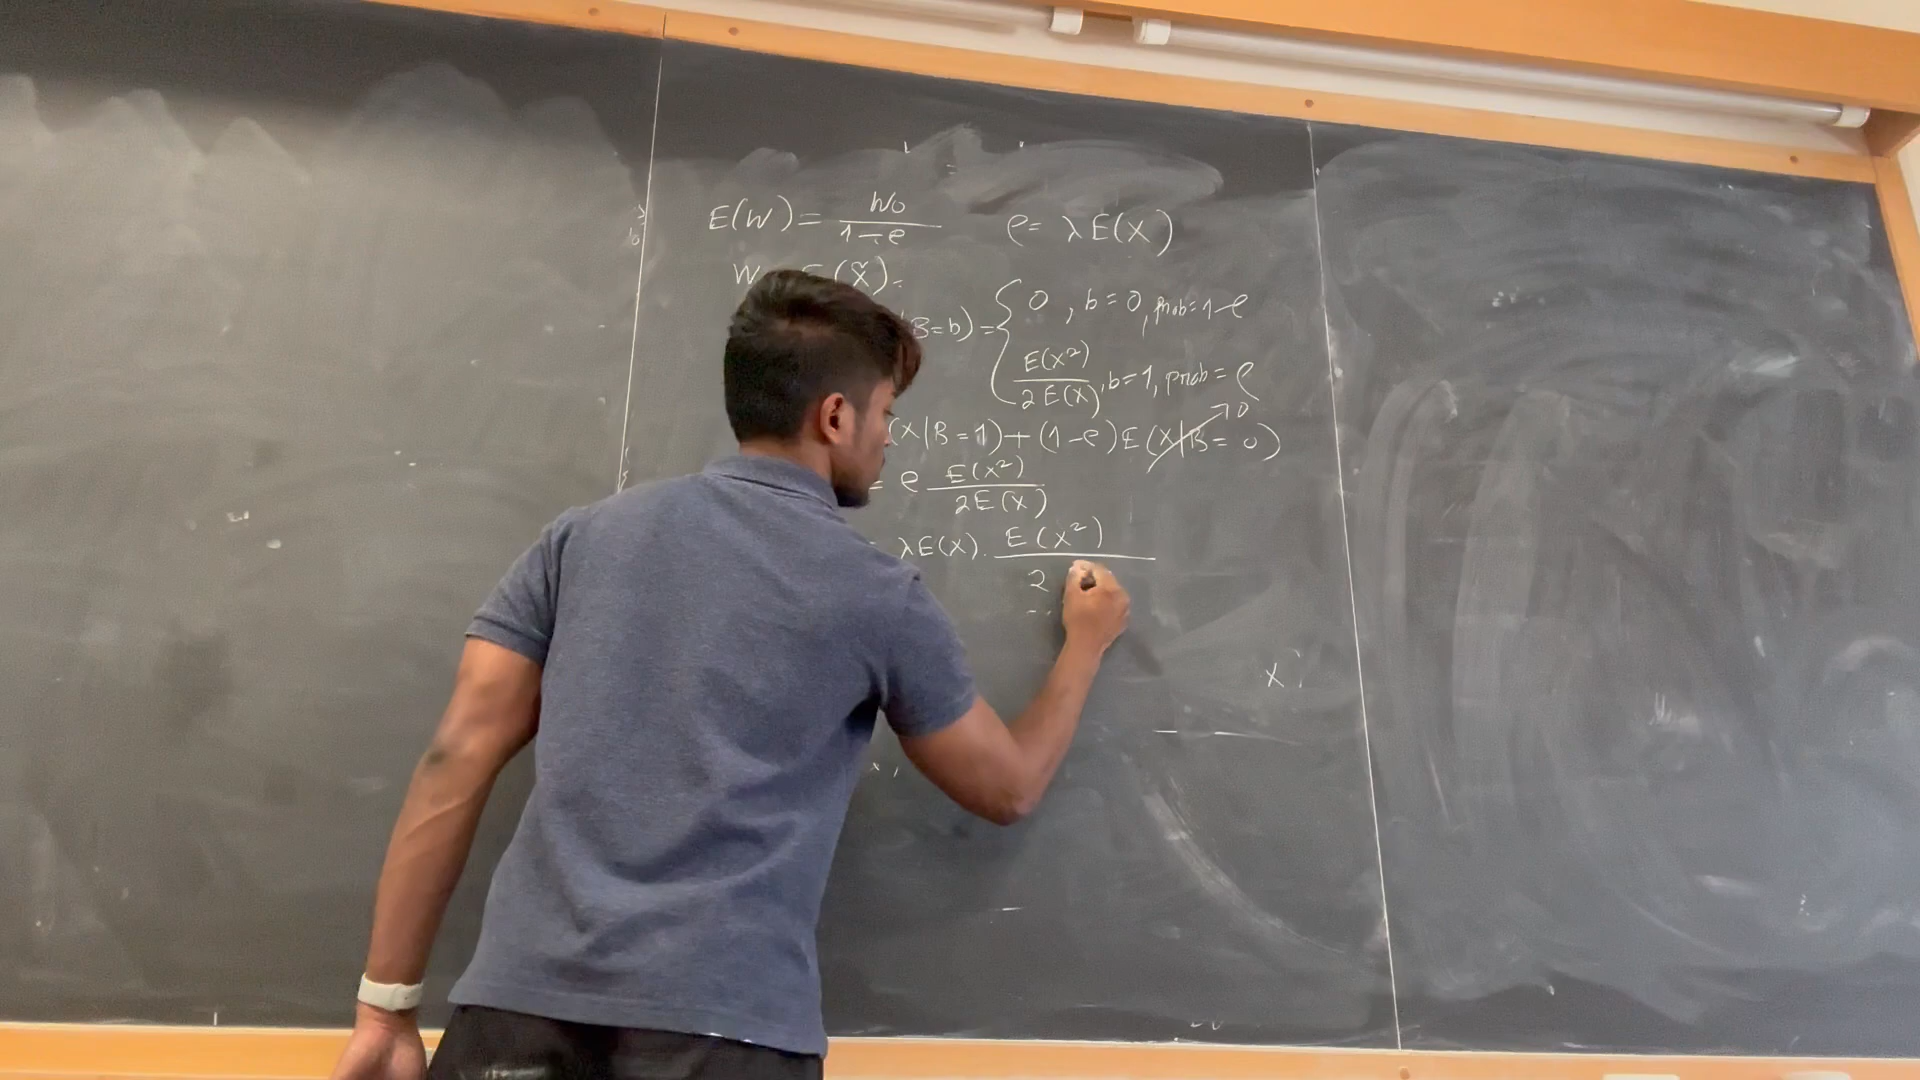 E(W) = W₀ / (1-ρ)    ρ = λE(X)
W E(x̃) =
B=b) = { 0, b=0, prob=1-ρ
E(X²) / 2E(X), b=1, prob=ρ
(X|B=1) + (1-ρ)E(X|B=0) → 0
= ρ E(X²) / 2E(X)
= λE(X). E(X²) / 2
x